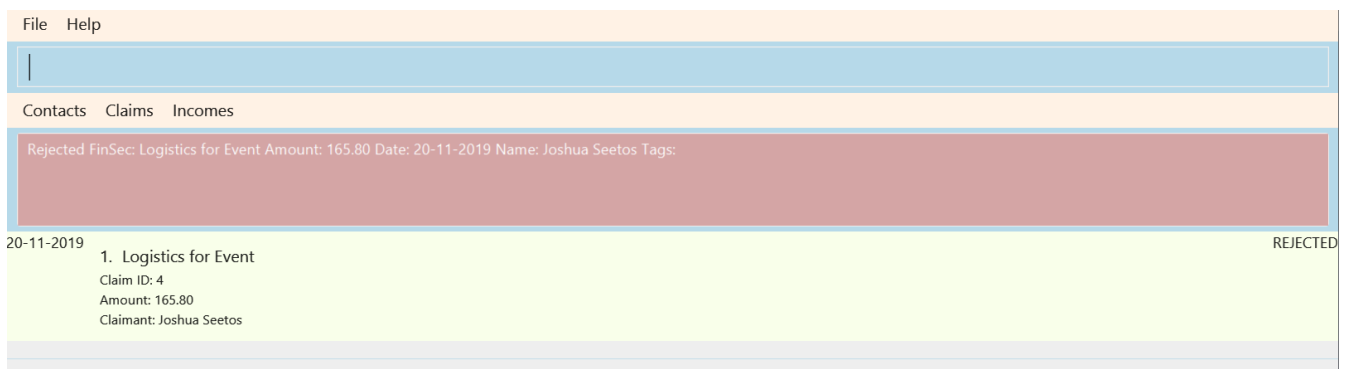 File Help
Contacts Claims Incomes
Rejected FinSec: Logistics for Event Amount: 165.80 Date: 20-11-2019 Name: Joshua Seetos Tags:
20-11-2019
REJECTED
1. Logistics for Event
Claim ID: 4
Amount: 165.80
Claimant: Joshua Seetos